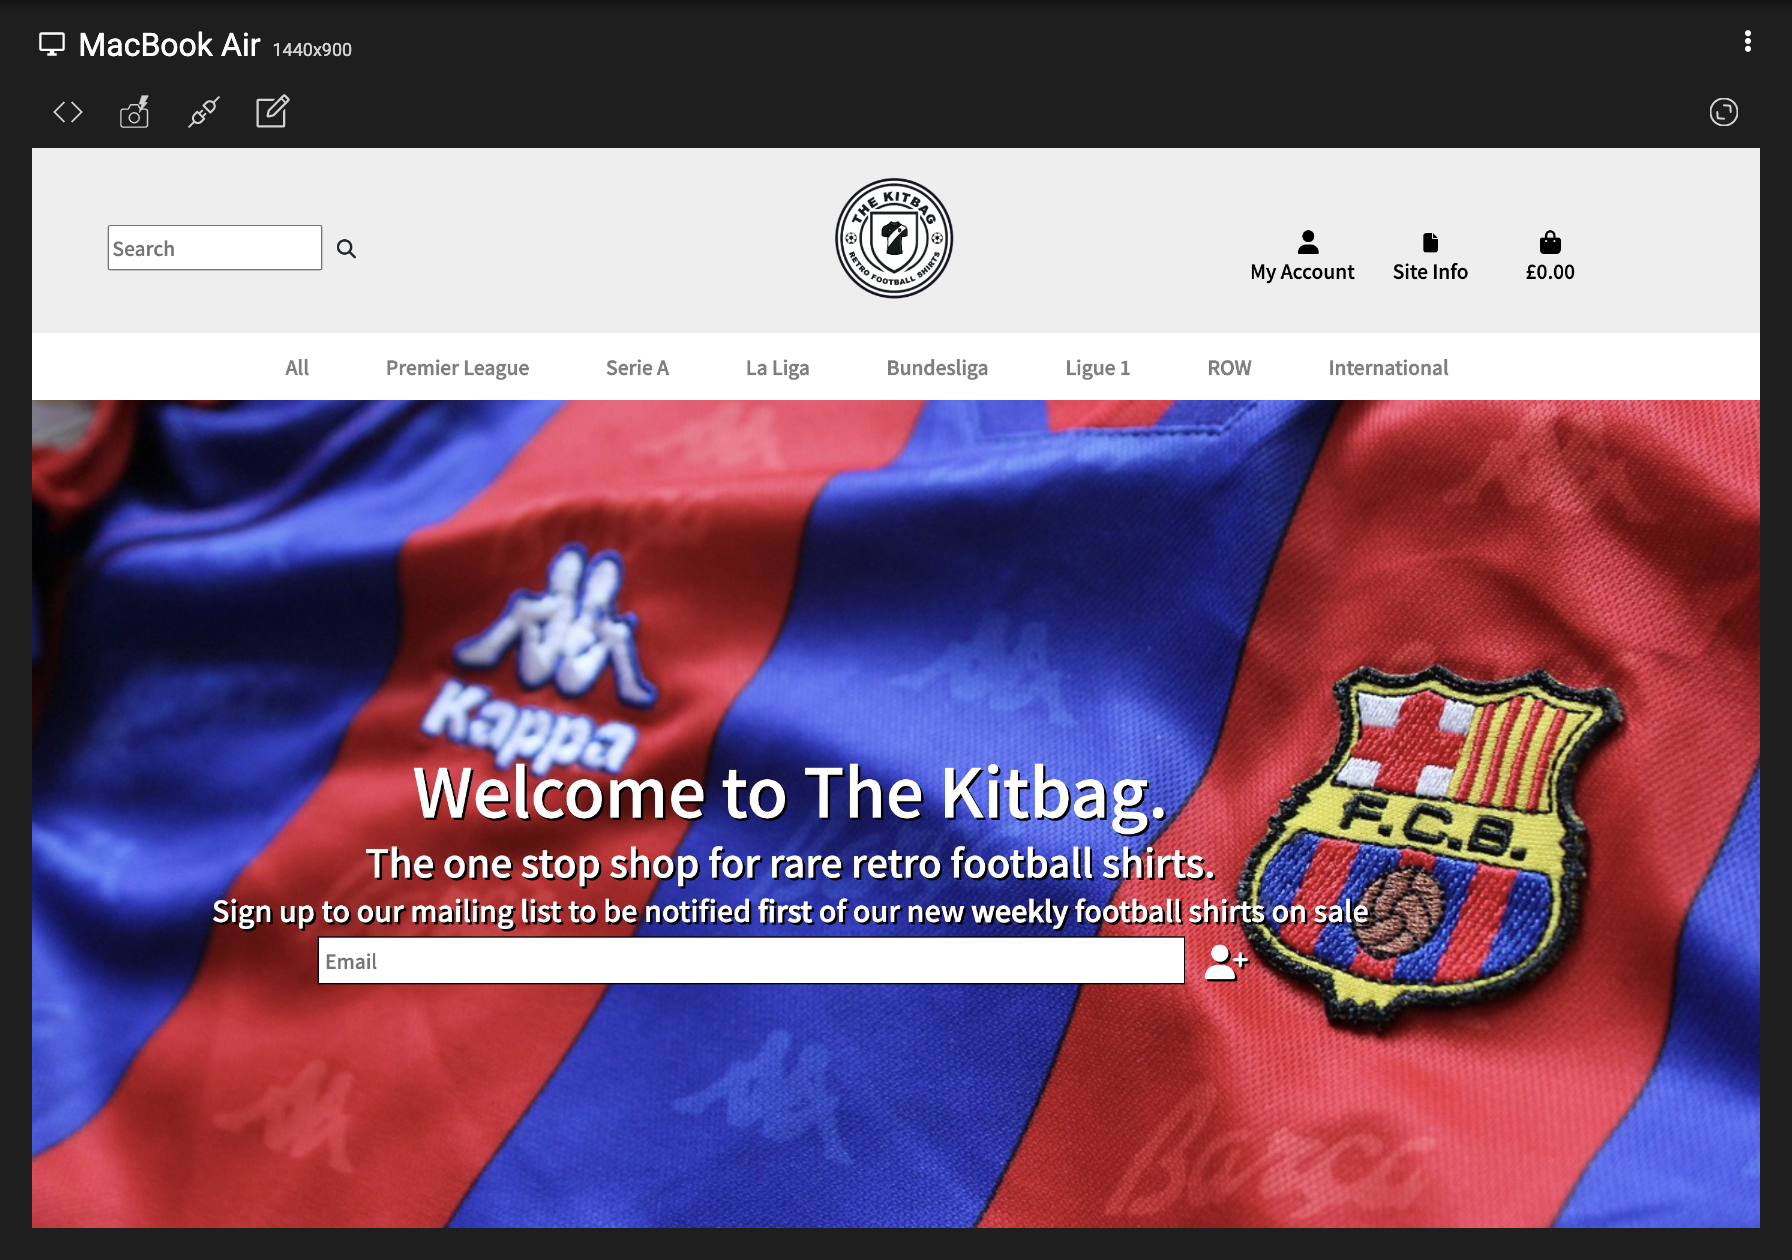 MacBook Air 1440x900
Search
THE KITBAG
RETRO FOOTBALL SHIRTS
My Account
Site Info
£0.00
All
Premier League
Serie A
La Liga
Bundesliga
Ligue 1
ROW
International
Barça
Kappa
F.C.B.
Welcome to The Kitbag.
The one stop shop for rare retro football shirts.
Sign up to our mailing list to be notified first of our new weekly football shirts on sale
Email
Barça